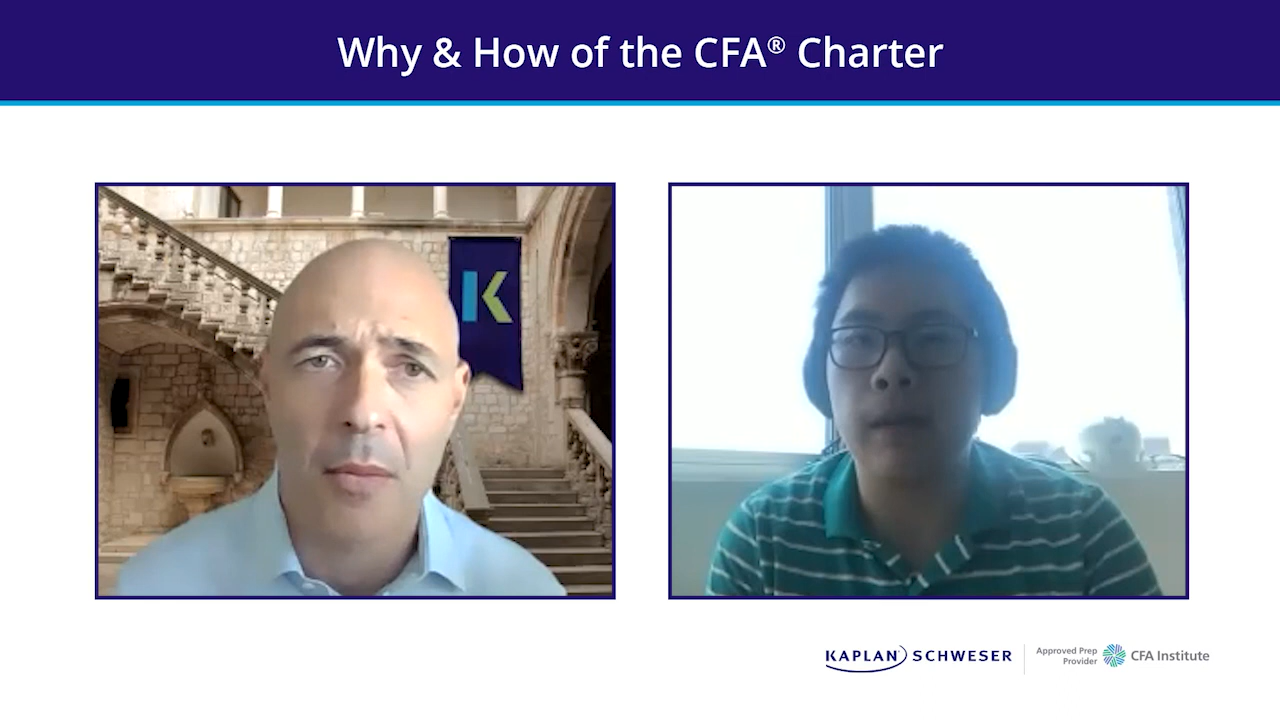 Why & How of the CFA® Charter
K
KAPLAN SCHWESER
Approved Prep
Provider
CFA Institute